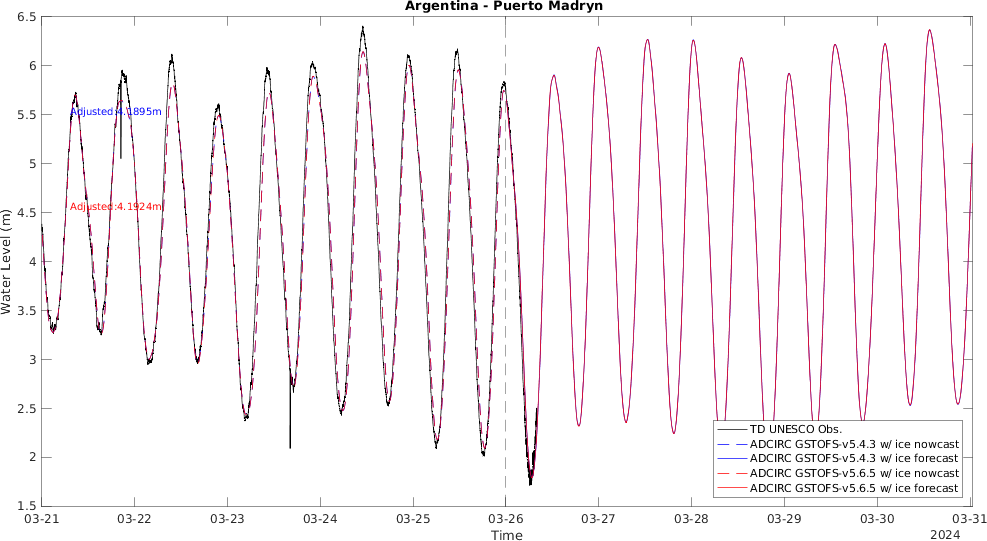 Argentina - Puerto Madryn
6.5
6
5.5
5
4.5
4
3.5
3
2.5
2
1.5
Water Level (m)
Adjusted:4.1895m
Adjusted:4.1924m
TD UNESCO Obs.
ADCIRC GSTOFS-v5.4.3 w/ ice nowcast
ADCIRC GSTOFS-v5.4.3 w/ ice forecast
ADCIRC GSTOFS-v5.6.5 w/ ice nowcast
ADCIRC GSTOFS-v5.6.5 w/ ice forecast
03-21 03-22 03-23 03-24 03-25 03-26 03-27 03-28 03-29 03-30 03-31
Time
2024